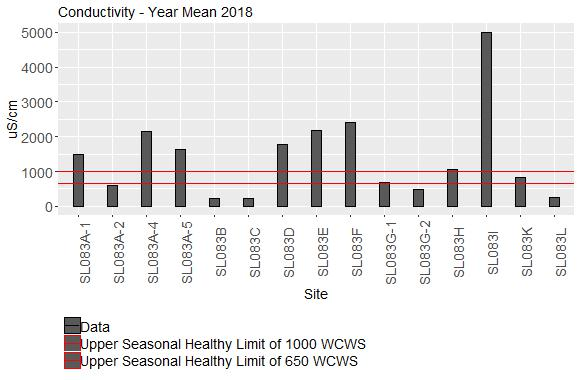 Conductivity - Year Mean 2018
5000
4000
3000
2000
1000
0
uS/cm
SL083A-1
SL083A-2
SL083A-4
SL083A-5
SL083B
SL083C
SL083D
SL083E
SL083F
SL083G-1
SL083G-2
SL083H
SL083I
SL083K
SL083L
Site
Data
Upper Seasonal Healthy Limit of 1000 WCWS
Upper Seasonal Healthy Limit of 650 WCWS